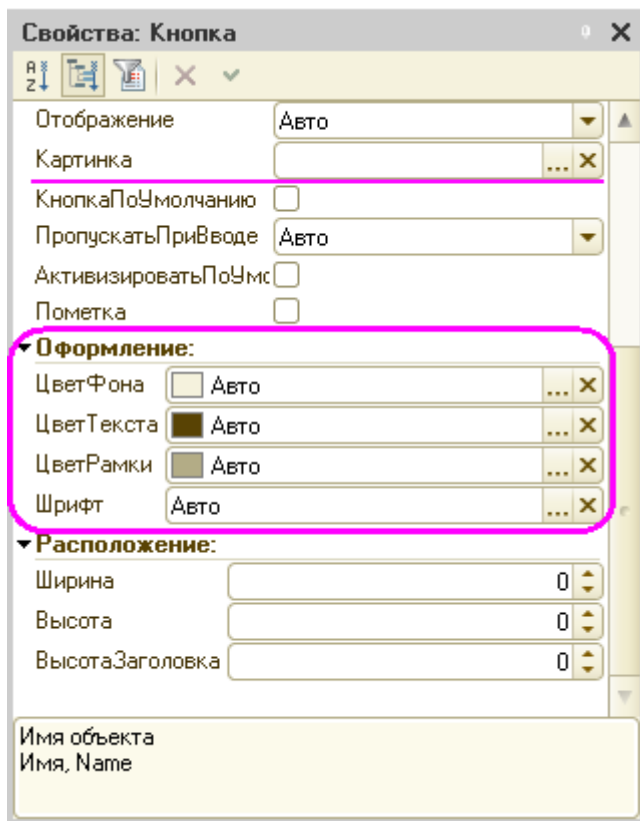 Свойства: Кнопка
Отображение Авто
Картинка ...
КнопкаПоУмолчанию
ПропускатьПриВводе Авто
АктивизироватьПоУмс
Пометка
Оформление:
ЦветФона Авто ...
ЦветТекста Авто ...
ЦветРамки Авто ...
Шрифт Авто ...
Расположение:
Ширина 0
Высота 0
ВысотаЗаголовка 0
Имя объекта
Имя, Name